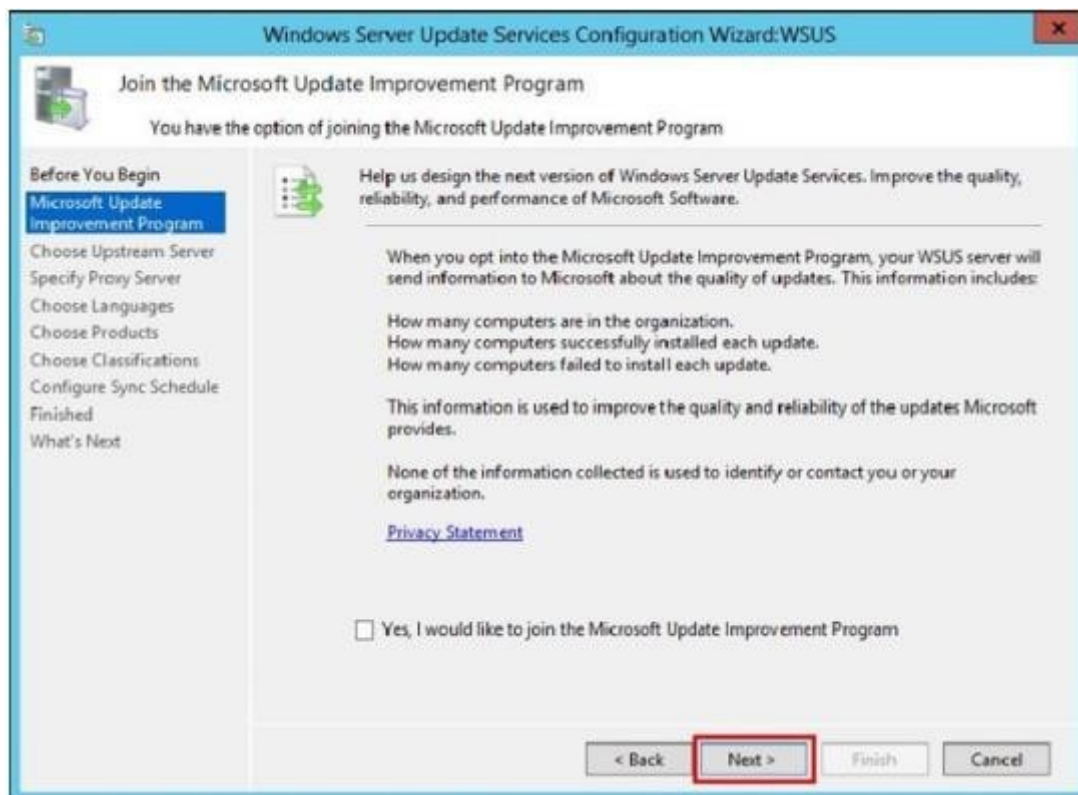 Windows Server Update Services Configuration Wizard:WSUS
Join the Microsoft Update Improvement Program
You have the option of joining the Microsoft Update Improvement Program
Before You Begin
Microsoft Update
Improvement Program
Choose Upstream Server
Specify Proxy Server
Choose Languages
Choose Products
Choose Classifications
Configure Sync Schedule
Finished
What's Next
Help us design the next version of Windows Server Update Services. Improve the quality,
reliability, and performance of Microsoft Software.
When you opt into the Microsoft Update Improvement Program, your WSUS server will
send information to Microsoft about the quality of updates. This information includes:
How many computers are in the organization.
How many computers successfully installed each update.
How many computers failed to install each update.
This information is used to improve the quality and reliability of the updates Microsoft
provides.
None of the information collected is used to identify or contact you or your
organization.
Privacy Statement
Yes, I would like to join the Microsoft Update Improvement Program
< Back Next > Finish Cancel